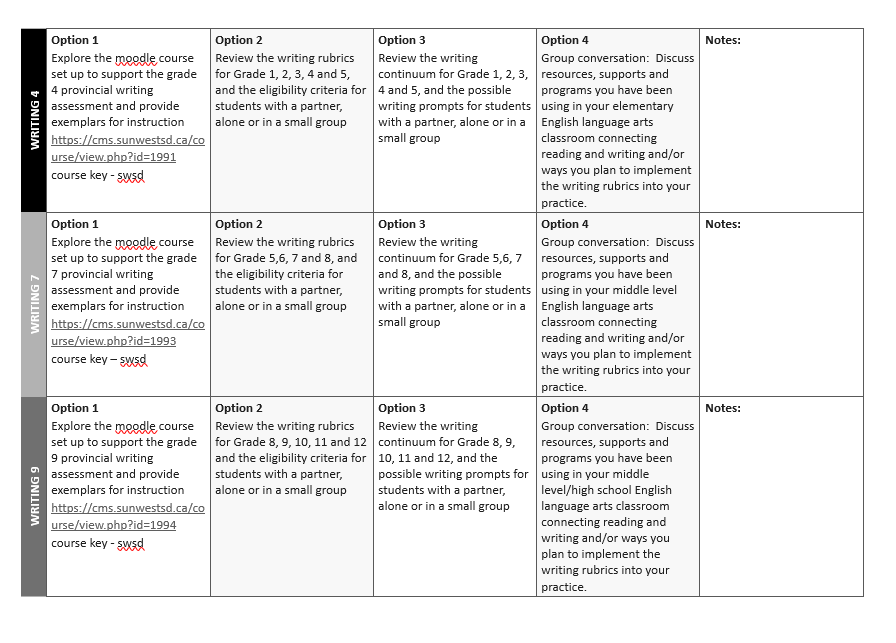 WRITING 4
Option 1
Explore the moodle course
set up to support the grade
4 provincial writing
assessment and provide
exemplars for instruction
https://cms.sunwestsd.ca/co
urse/view.php?id=1991
course key - swsd
Option 2
Review the writing rubrics
for Grade 1, 2, 3, 4 and 5,
and the eligibility criteria for
students with a partner,
alone or in a small group
Option 3
Review the writing
continuum for Grade 1, 2, 3,
4 and 5, and the possible
writing prompts for students
with a partner, alone or in a
small group
Option 4
Group conversation:  Discuss
resources, supports and
programs you have been
using in your elementary
English language arts
classroom connecting
reading and writing and/or
ways you plan to implement
the writing rubrics into your
practice.
Notes:
WRITING 7
Option 1
Explore the moodle course
set up to support the grade
7 provincial writing
assessment and provide
exemplars for instruction
https://cms.sunwestsd.ca/co
urse/view.php?id=1993
course key – swsd
Option 2
Review the writing rubrics
for Grade 5,6, 7 and 8, and
the eligibility criteria for
students with a partner,
alone or in a small group
Option 3
Review the writing
continuum for Grade 5,6, 7
and 8, and the possible
writing prompts for students
with a partner, alone or in a
small group
Option 4
Group conversation:  Discuss
resources, supports and
programs you have been
using in your middle level
English language arts
classroom connecting
reading and writing and/or
ways you plan to implement
the writing rubrics into your
practice.
Notes:
WRITING 9
Option 1
Explore the moodle course
set up to support the grade
9 provincial writing
assessment and provide
exemplars for instruction
https://cms.sunwestsd.ca/co
urse/view.php?id=1994
course key - swsd
Option 2
Review the writing rubrics
for Grade 8, 9, 10, 11 and 12
and the eligibility criteria for
students with a partner,
alone or in a small group
Option 3
Review the writing
continuum for Grade 8, 9,
10, 11 and 12, and the
possible writing prompts for
students with a partner,
alone or in a small group
Option 4
Group conversation:  Discuss
resources, supports and
programs you have been
using in your middle
level/high school English
language arts classroom
connecting reading and
writing and/or ways you
plan to implement the
writing rubrics into your
practice.
Notes: